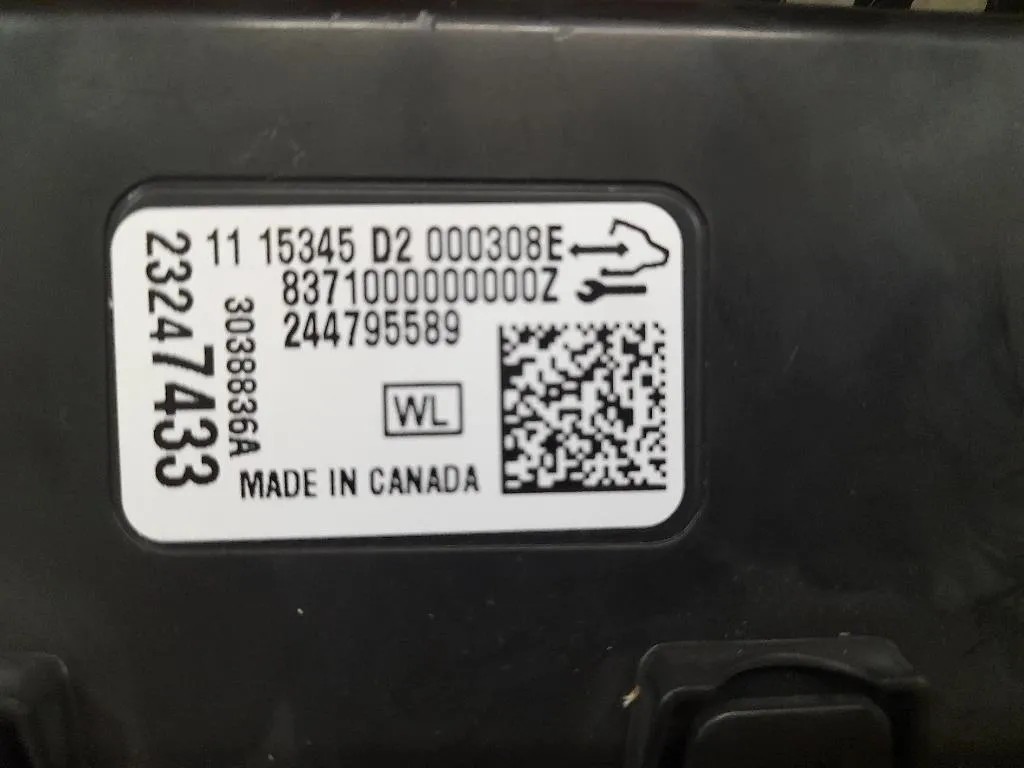 11 15345 D2 000308E
8371000000000Z
244795589
WL
MADE IN CANADA
23247433
3038836A